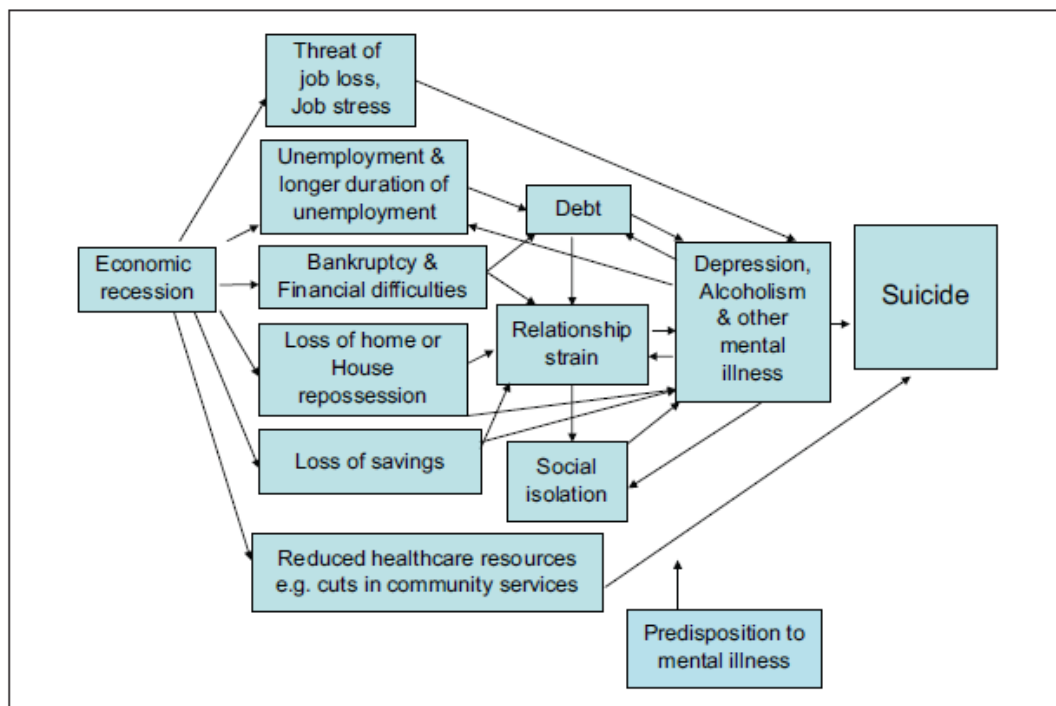 Threat of
job loss,
Job stress
Unemployment &
longer duration of
unemployment
Debt
Economic
recession
Bankruptcy &
Financial difficulties
Depression,
Alcoholism
& other
mental
illness
Suicide
Relationship
strain
Loss of home or
House
repossession
Loss of savings
Social
isolation
Reduced healthcare resources
e.g. cuts in community services
Predisposition to
mental illness